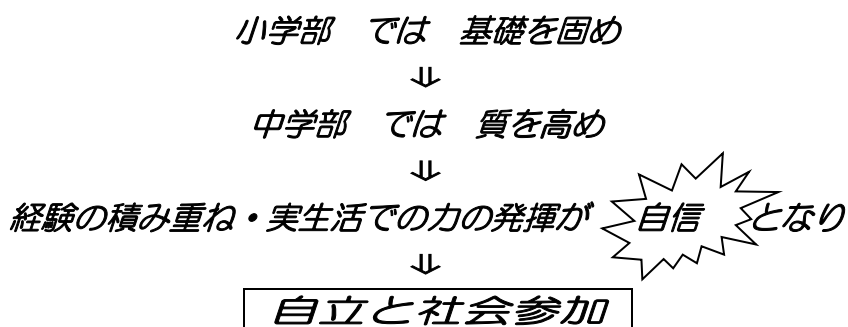 小学部　では　基礎を固め
⇓
中学部　では　質を高め
⇓
経験の積み重ね・実生活での力の発揮が　自信　となり
⇓
自立と社会参加